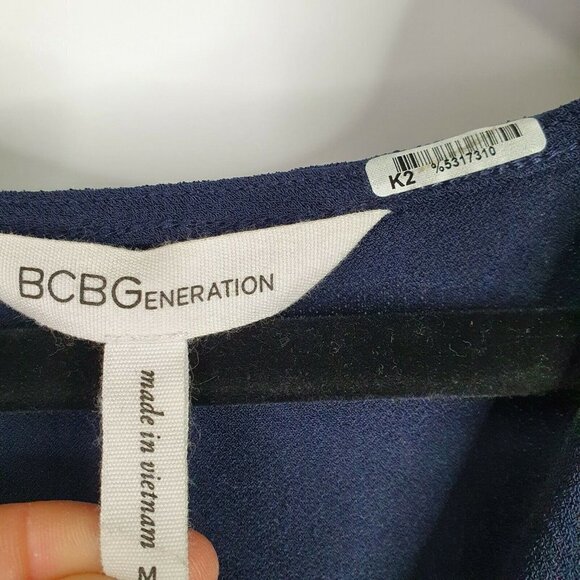 %5317310
K2
BCBGENERATION
made in vietnam
M